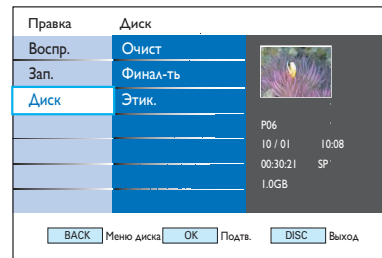 Правка Диск
Воспр. Очист
Зап. Финал-ть
Диск Этик.
P06
10 / 01 10:08
00:30:21 SP
1.0GB
BACK Меню диска OK Подтв. DISC Выход